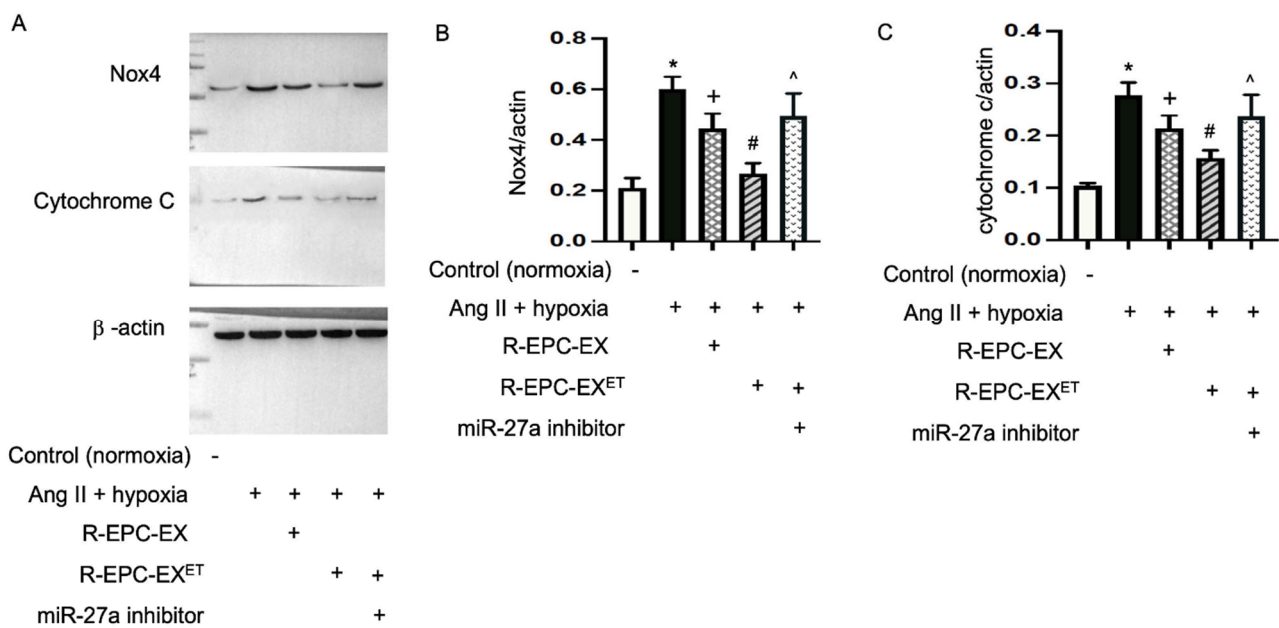 A
Nox4
Cytochrome C
β -actin
Control (normoxia) -
Ang II + hypoxia + + + +
R-EPC-EX +
R-EPC-EXᴱᵀ + +
miR-27a inhibitor +
B
Nox4/actin
0.8
0.6
0.4
0.2
0.0
* + # ^
Control (normoxia) -
Ang II + hypoxia + + + +
R-EPC-EX +
R-EPC-EXᴱᵀ + +
miR-27a inhibitor +
C
cytochrome c/actin
0.4
0.3
0.2
0.1
0.0
* + # ^
Control (normoxia) -
Ang II + hypoxia + + + +
R-EPC-EX +
R-EPC-EXᴱᵀ + +
miR-27a inhibitor +